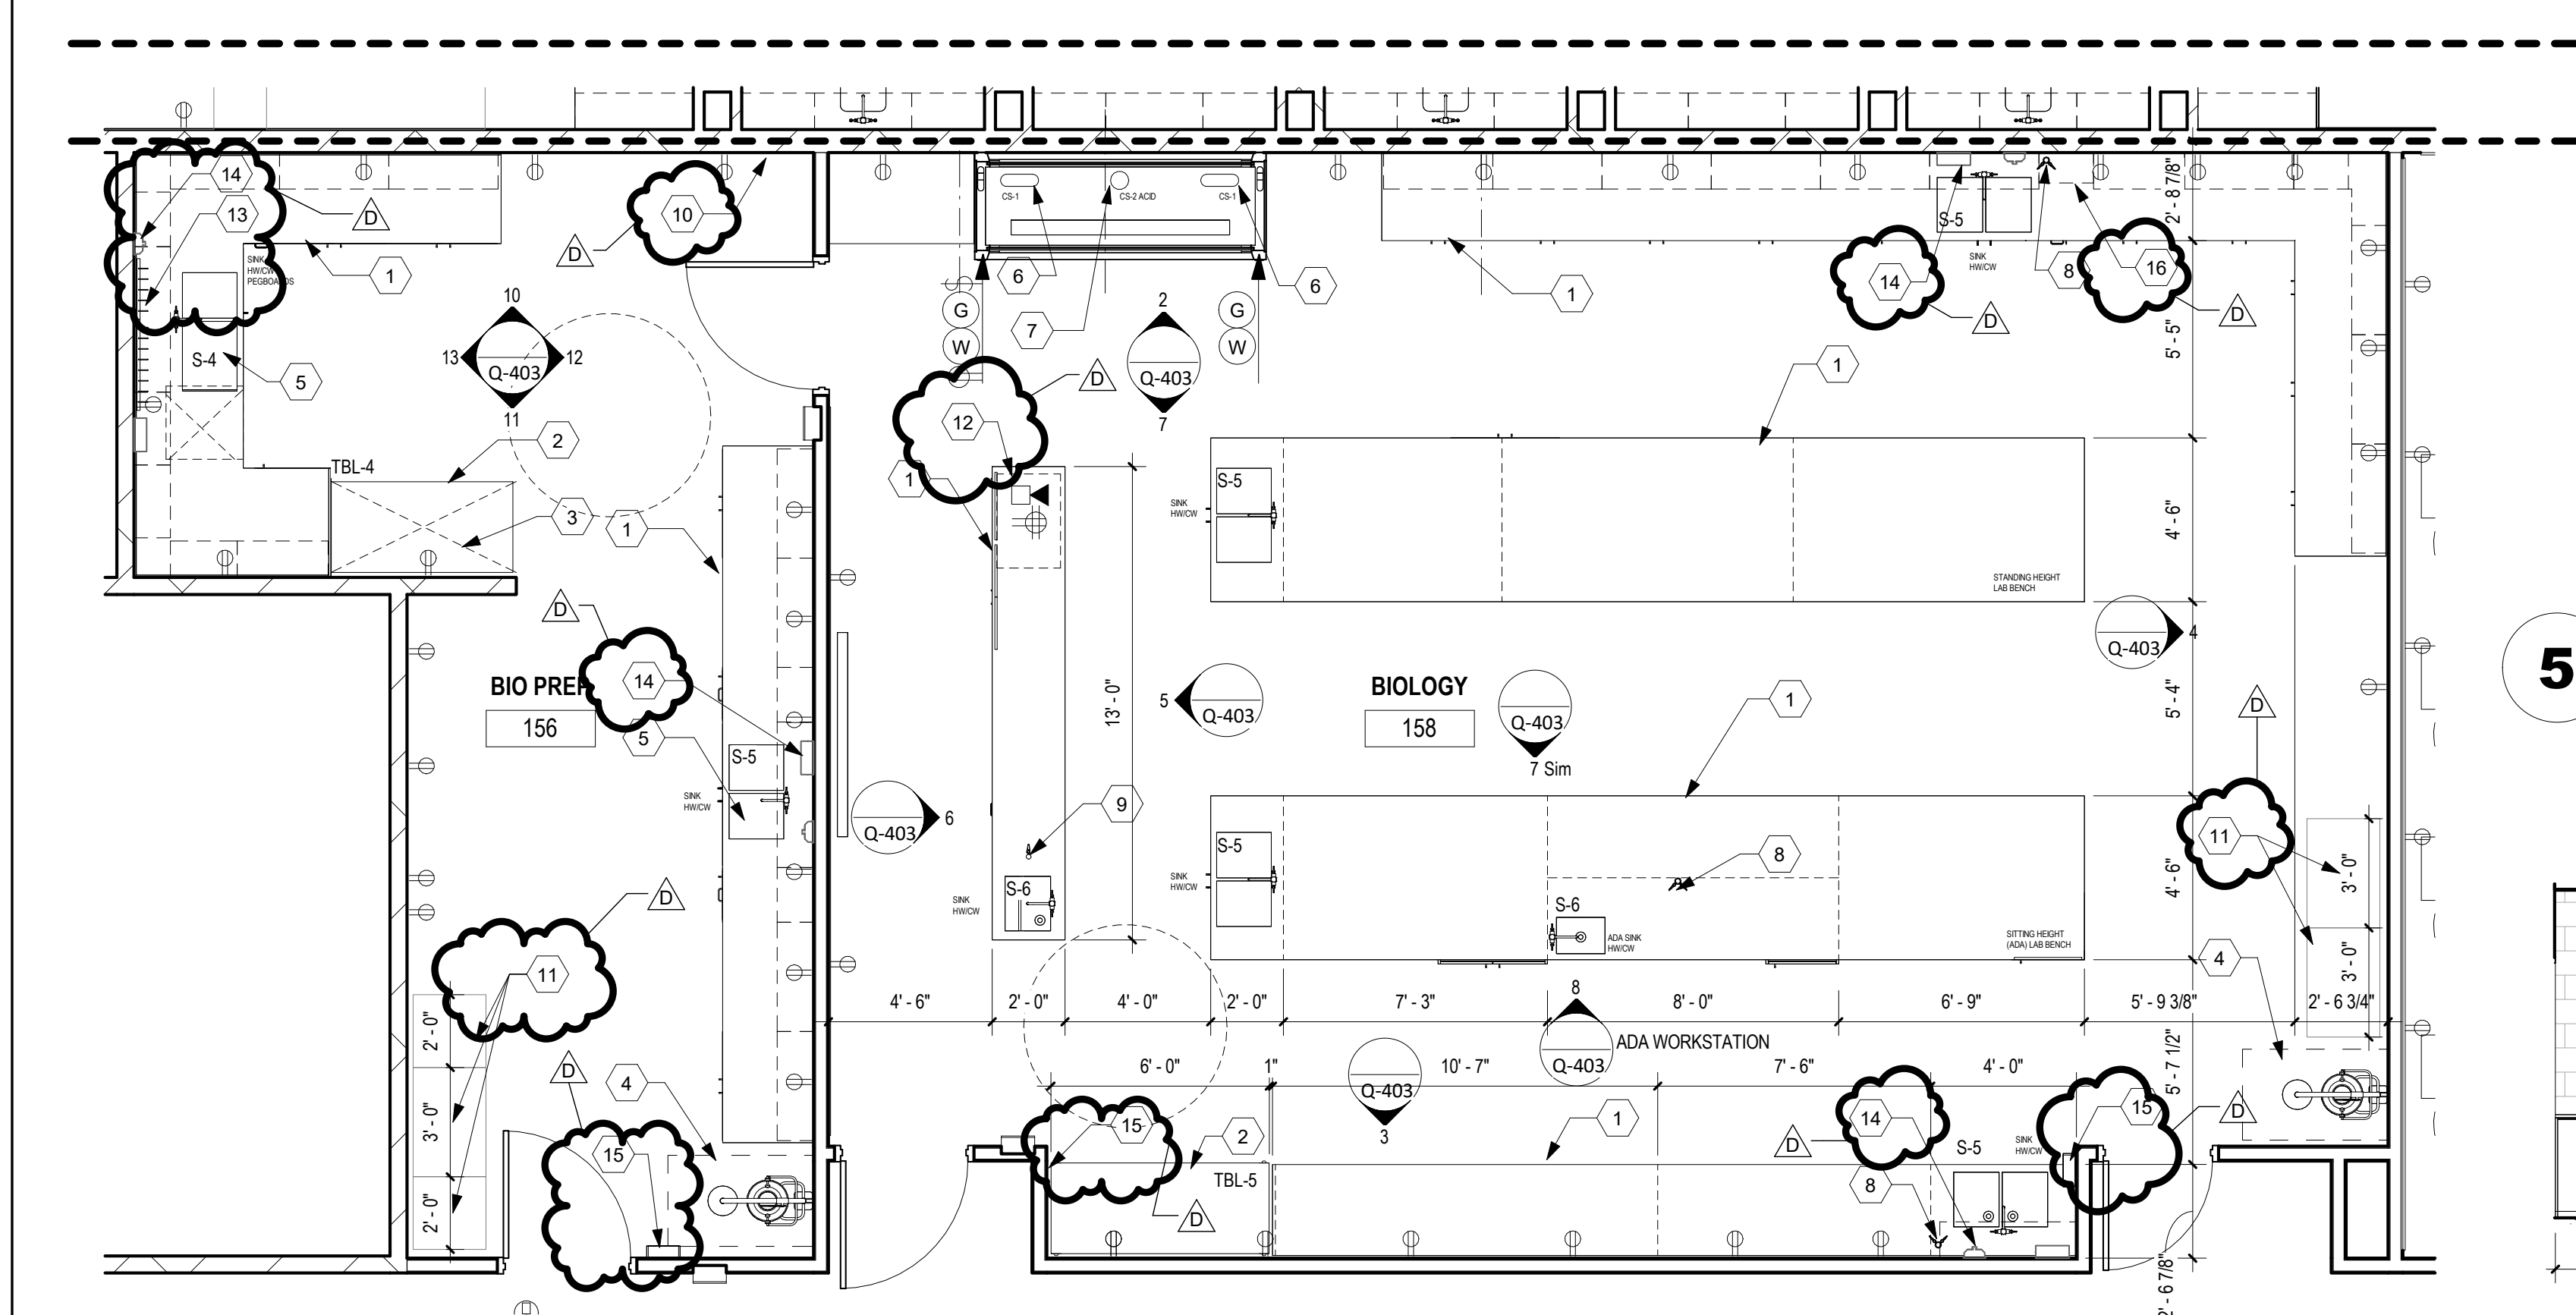 14
13
D
SINK
HW/CW
PEGBOARDS
1
S-4
5
10
D
10
13
12
Q-403
11
2
TBL-4
3
1
CS-1
CS-2 ACID
CS-1
6
6
7
G
W
G
W
2
Q-403
7
D
12
1
1
14
D
S-5
SINK
HW/CW
8
16
D
2' - 8 7/8"
5' - 5"
1
S-5
SINK
HW/CW
STANDING HEIGHT
LAB BENCH
4' - 6"
Q-403
4
5
D
14
BIO PREP
156
5
S-5
SINK
HW/CW
Q-403
6
13' - 0"
9
S-6
SINK
HW/CW
5
Q-403
BIOLOGY
158
Q-403
7 Sim
1
5' - 4"
S-5
SINK
HW/CW
8
S-6
ADA SINK
HW/CW
SITTING HEIGHT
(ADA) LAB BENCH
4' - 6"
D
11
3' - 0"
3' - 0"
4
D
11
2' - 0"
3' - 0"
2' - 0"
D
4
15
4' - 6"
2' - 0"
4' - 0"
2' - 0"
7' - 3"
8' - 0"
6' - 9"
5' - 9 3/8"
2' - 6 3/4"
8
Q-403
ADA WORKSTATION
6' - 0"
1"
10' - 7"
7' - 6"
4' - 0"
5' - 7 1/2"
Q-403
3
15
2
TBL-5
D
1
14
D
8
S-5
SINK
HW/CW
15
D
2' - 6 7/8"